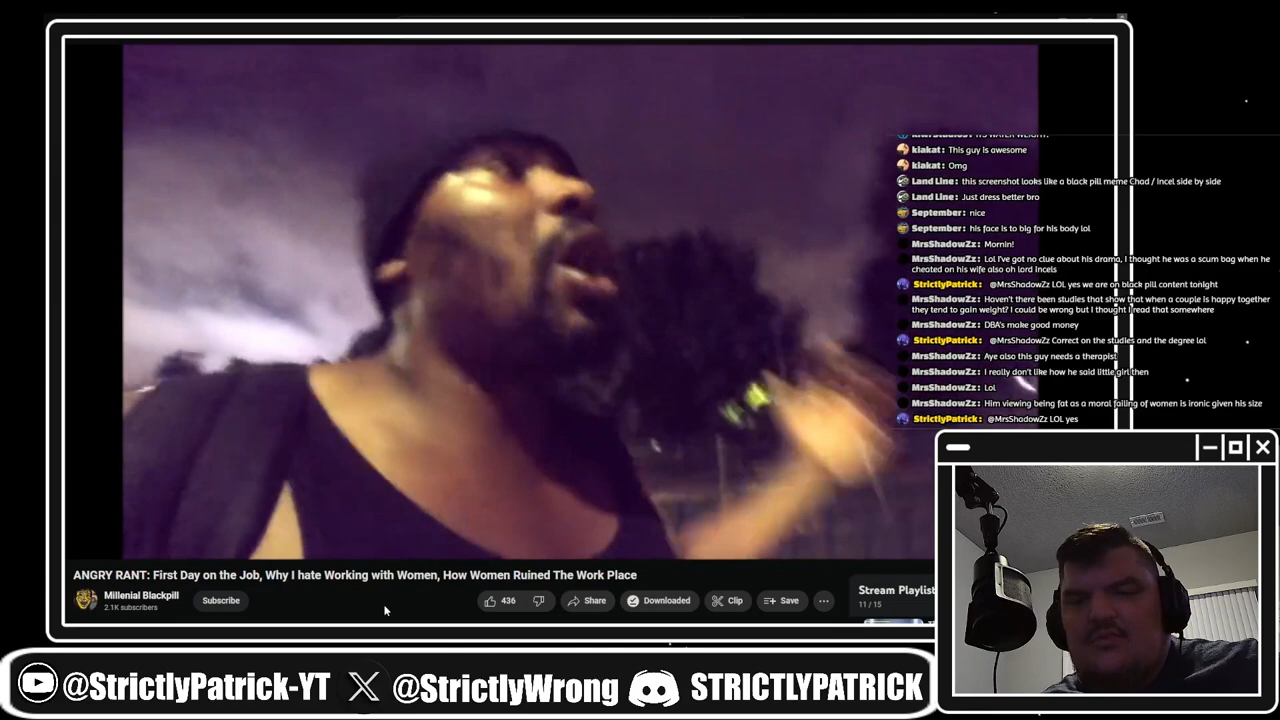 kiakat: This guy is awesome
kiakat: Omg
Land Line: this screenshot looks like a black pill meme Chad / Incel side by side
Land Line: Just dress better bro
September: nice
September: his face is to big for his body lol
MrsShadowZz: Mornin!
MrsShadowZz: Lol I've got no clue about his drama, I thought he was a scum bag when he
cheated on his wife also oh lord Incels
StrictlyPatrick: @MrsShadowZz LOL yes we are on black pill content tonight
MrsShadowZz: Haven't there been studies that show that when a couple is happy together
they tend to gain weight? I could be wrong but I thought I read that somewhere
MrsShadowZz: DBA's make good money
StrictlyPatrick: @MrsShadowZz Correct on the studies and the degree lol
MrsShadowZz: Aye also this guy needs a therapist
MrsShadowZz: I really don't like how he said little girl then
MrsShadowZz: Lol
MrsShadowZz: Him viewing being fat as a moral failing of women is ironic given his size
StrictlyPatrick: @MrsShadowZz LOL yes
ANGRY RANT: First Day on the Job, Why I hate Working with Women, How Women Ruined The Work Place
Millenial Blackpill
2.1K subscribers
Subscribe
436
Share
Downloaded
Clip
Save
Stream Playlist
11 / 15
@StrictlyPatrick-YT
@StrictlyWrong
STRICTLYPATRICK